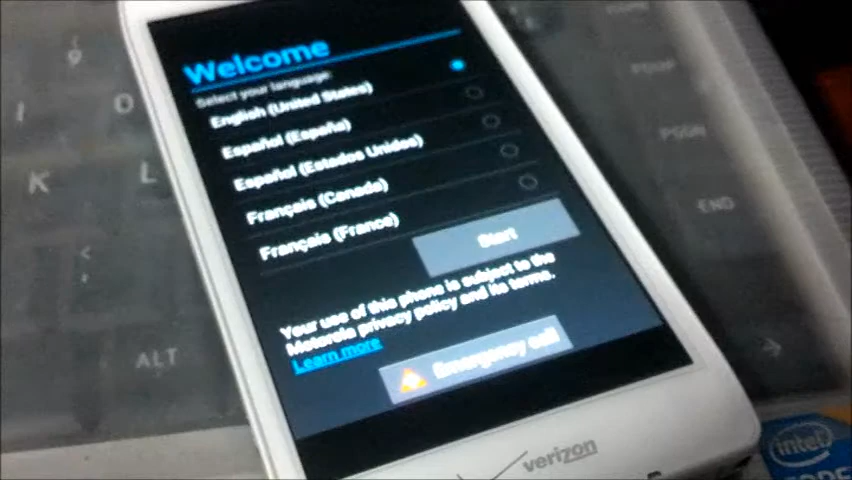 Welcome
Select your language
English (United States)
Español (España)
Español (Estados Unidos)
Français (Canada)
Français (France)
Start
Your use of this phone is subject to the
Motorola privacy policy and its terms.
Learn more
Emergency call
verizon
I
O
K
L
ALT
HOME
PGUP
PGDN
END
intel